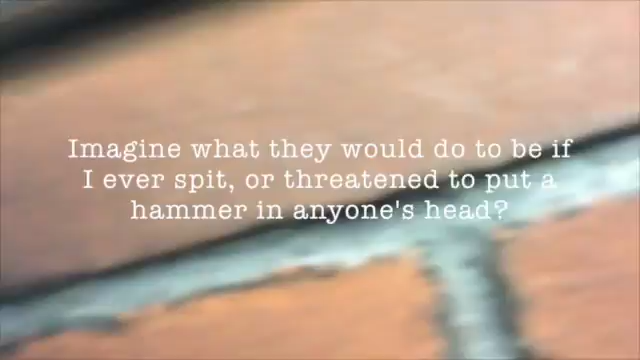 Imagine what they would do to be if
I ever spit, or threatened to put a
hammer in anyone's head?